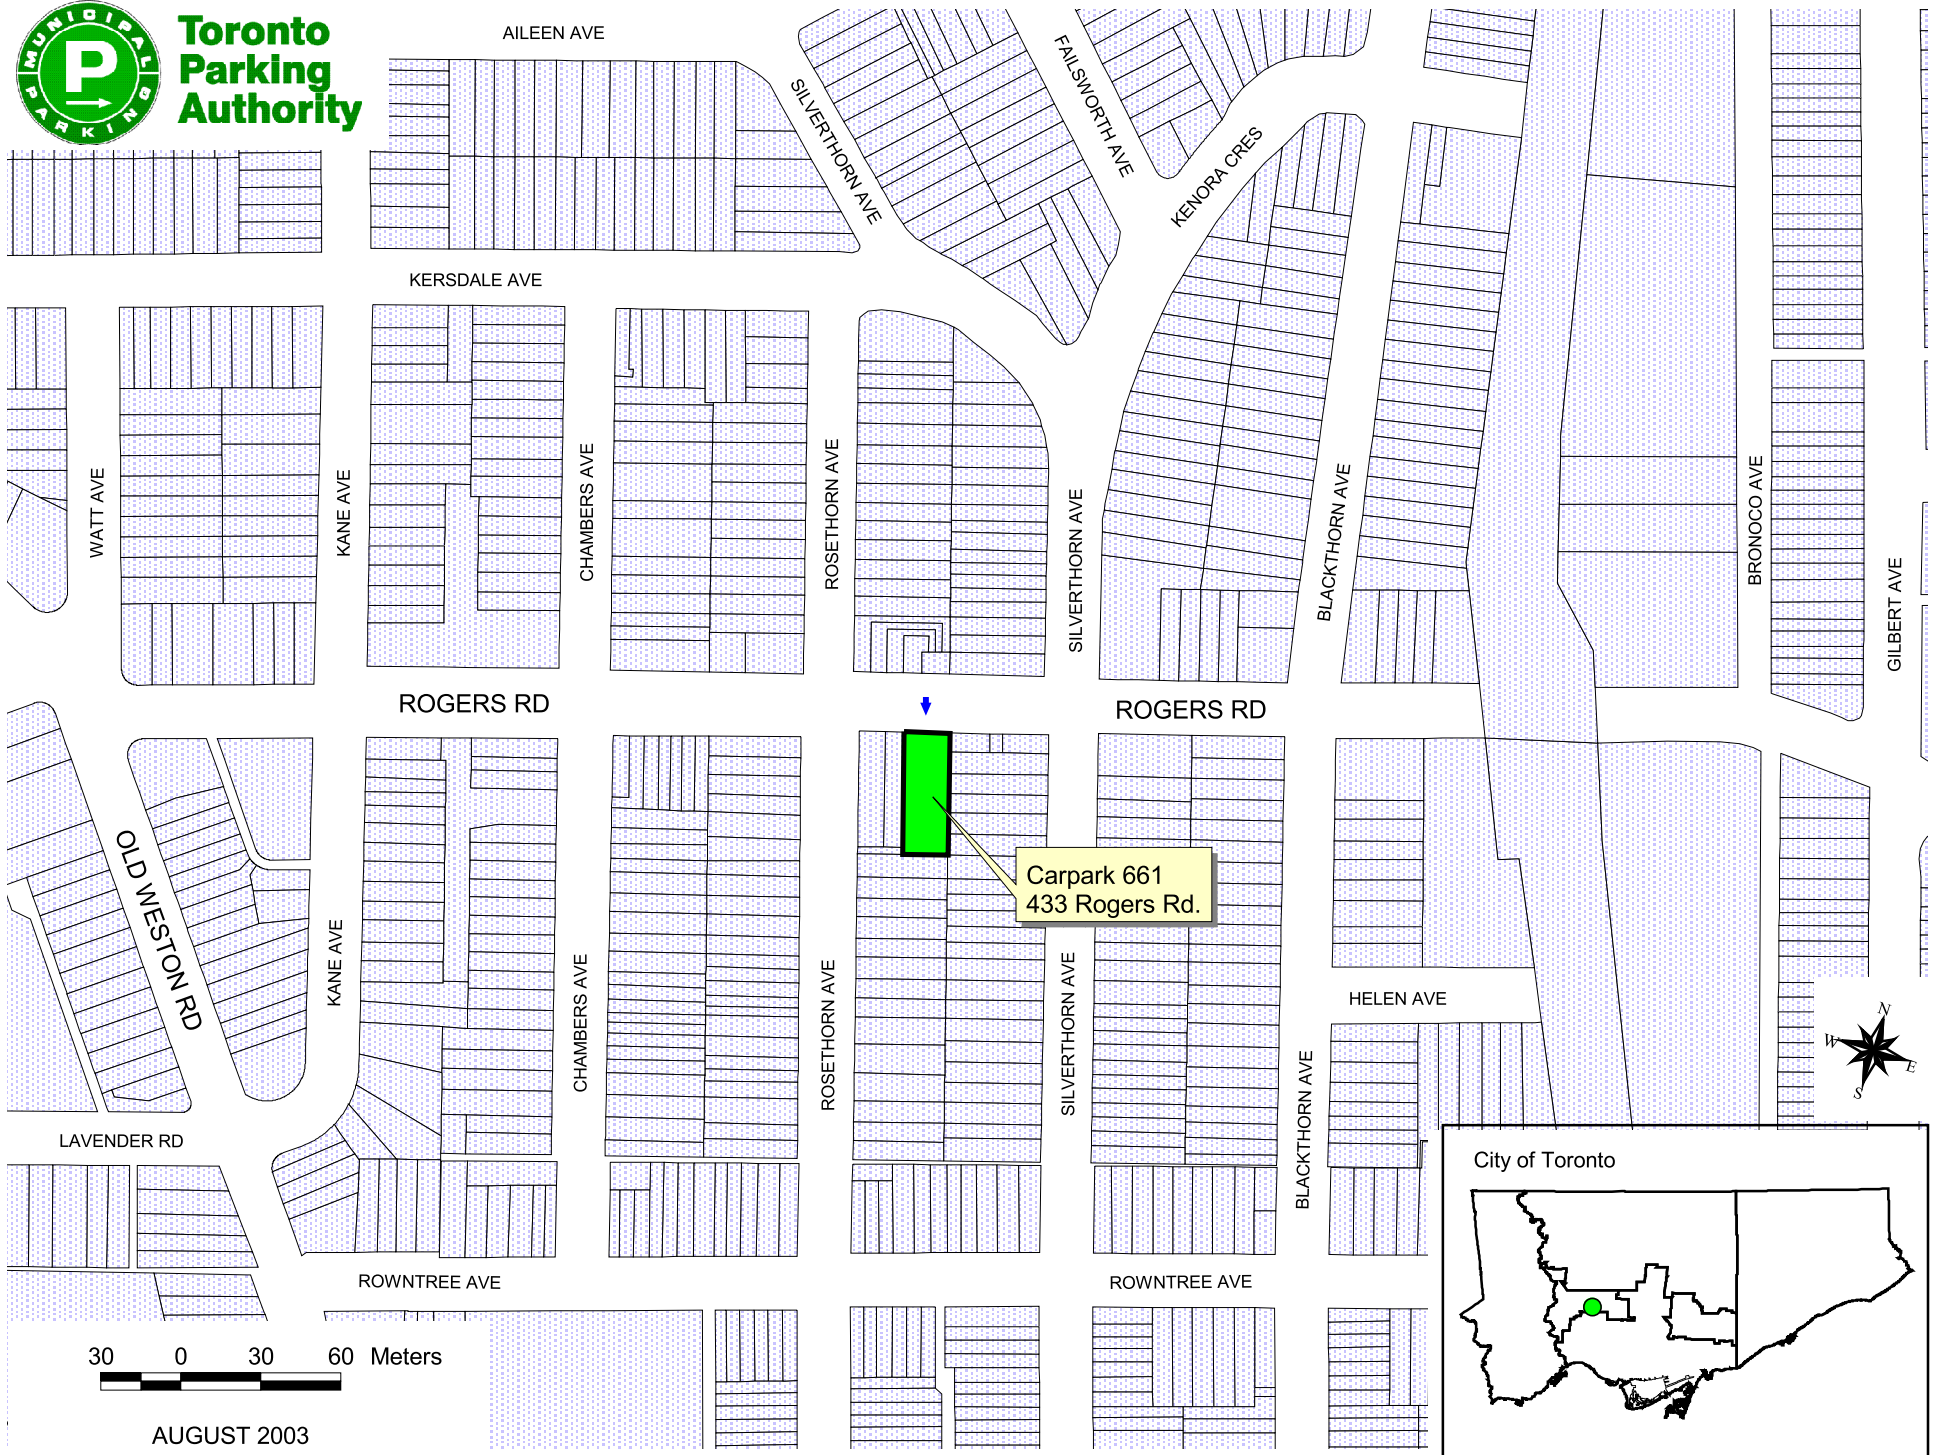 MUNICIPAL
P
PARKING
Toronto
Parking
Authority
AILEEN AVE
SILVERTHORN AVE
FAILSWORTH AVE
KENORA CRES
KERSDALE AVE
WATT AVE
KANE AVE
CHAMBERS AVE
ROSETHORN AVE
SILVERTHORN AVE
BLACKTHORN AVE
BRONOCO AVE
GILBERT AVE
ROGERS RD
ROGERS RD
OLD WESTON RD
Carpark 661
433 Rogers Rd.
KANE AVE
CHAMBERS AVE
ROSETHORN AVE
SILVERTHORN AVE
BLACKTHORN AVE
HELEN AVE
N
W
E
S
LAVENDER RD
ROWNTREE AVE
ROWNTREE AVE
City of Toronto
30 0 30 60 Meters
AUGUST 2003